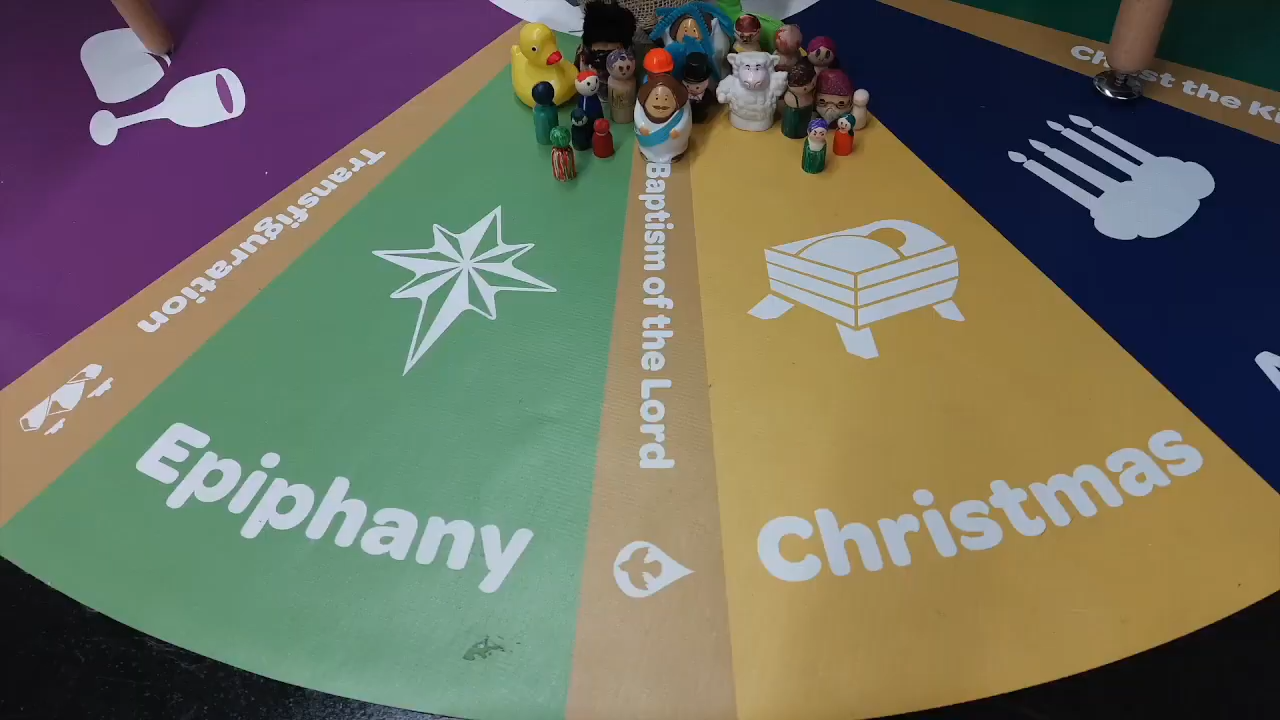 Transfiguration
Epiphany
Baptism of the Lord
Christmas